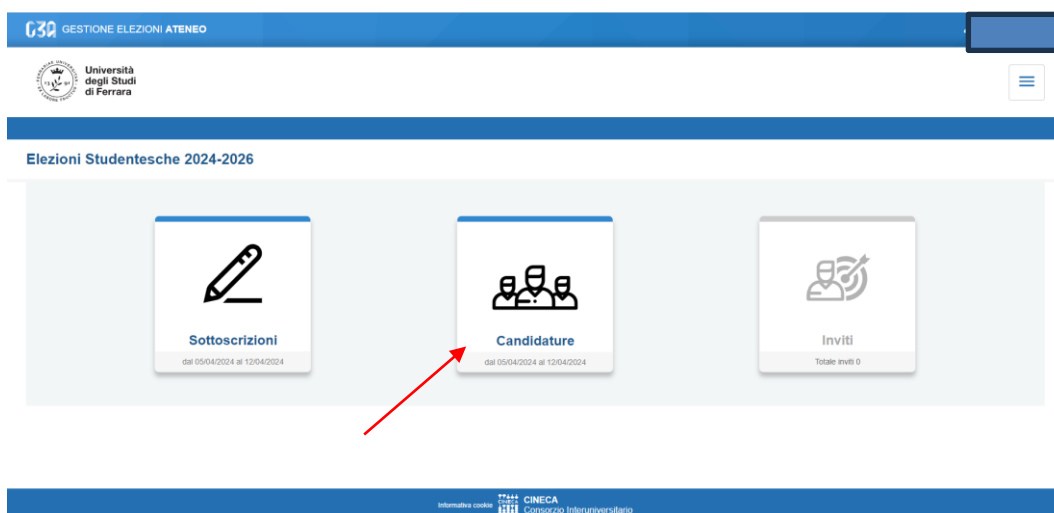 GESTIONE ELEZIONI ATENEO
Università
degli Studi
di Ferrara
Elezioni Studentesche 2024-2026
Sottoscrizioni
dal 05/04/2024 al 12/04/2024
Candidature
dal 05/04/2024 al 12/04/2024
Inviti
Totale inviti 0
Informativa cookie
CINECA
Consorzio Interuniversitario